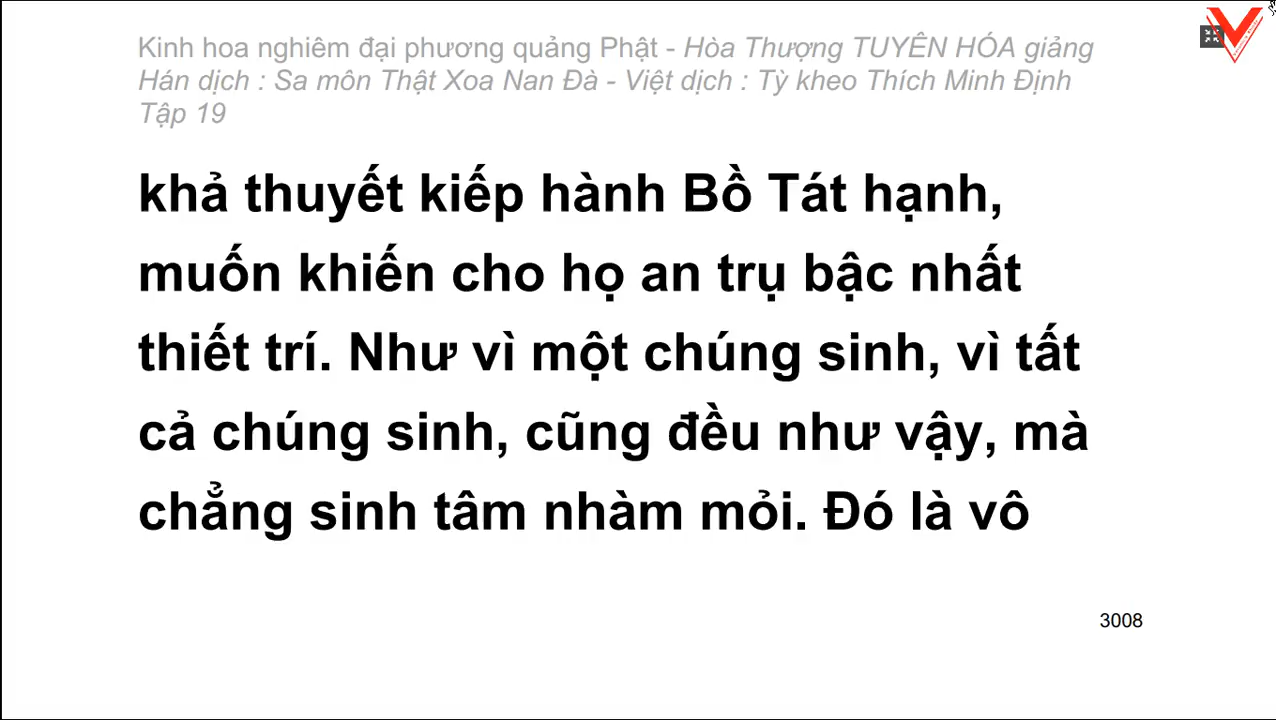 Kinh hoa nghiêm đại phương quảng Phật - Hòa Thượng TUYÊN HÓA giảng
Hán dịch : Sa môn Thật Xoa Nan Đà - Việt dịch : Tỳ kheo Thích Minh Định
Tập 19
khả thuyết kiếp hành Bồ Tát hạnh,
muốn khiến cho họ an trụ bậc nhất
thiết trí. Như vì một chúng sinh, vì tất
cả chúng sinh, cũng đều như vậy, mà
chẳng sinh tâm nhàm mỏi. Đó là vô
3008